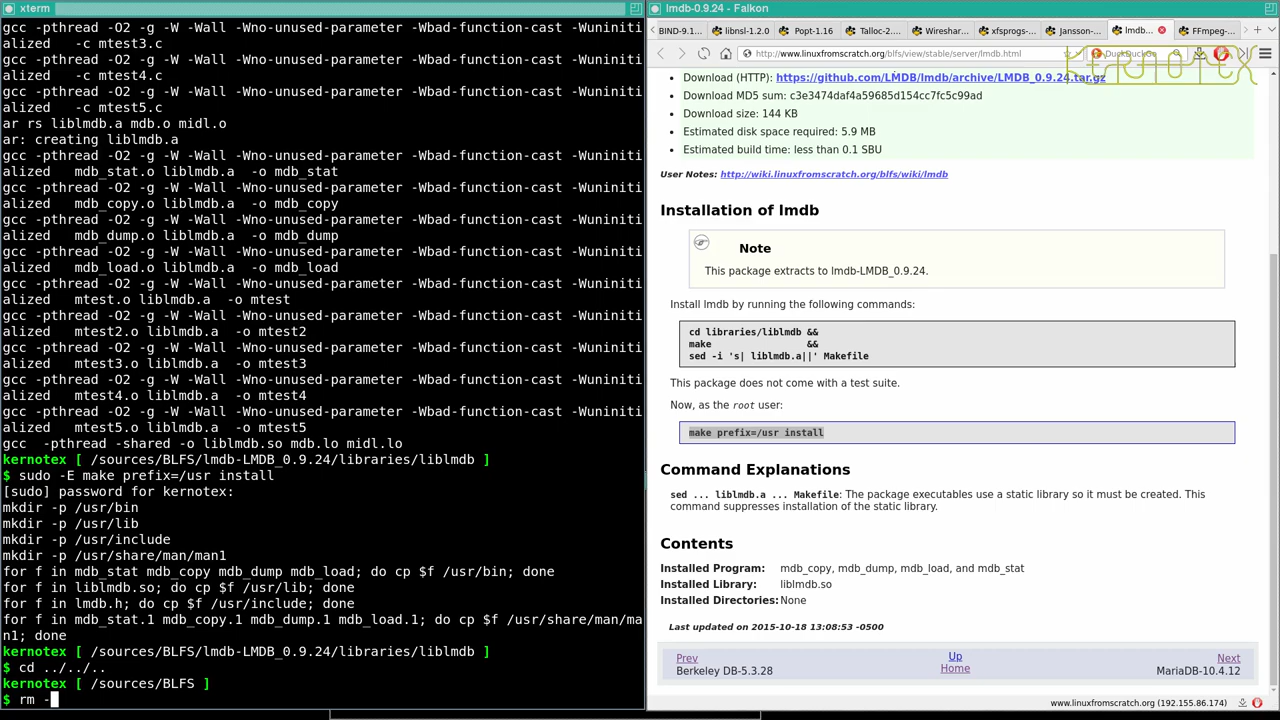 xterm
gcc -pthread -O2 -g -W -Wall -Wno-unused-parameter -Wbad-function-cast -Wuniniti
alized   -c mtest3.c
gcc -pthread -O2 -g -W -Wall -Wno-unused-parameter -Wbad-function-cast -Wuniniti
alized   -c mtest4.c
gcc -pthread -O2 -g -W -Wall -Wno-unused-parameter -Wbad-function-cast -Wuniniti
alized   -c mtest5.c
ar rs liblmdb.a mdb.o midl.o
ar: creating liblmdb.a
gcc -pthread -O2 -g -W -Wall -Wno-unused-parameter -Wbad-function-cast -Wuniniti
alized   mdb_stat.o liblmdb.a  -o mdb_stat
gcc -pthread -O2 -g -W -Wall -Wno-unused-parameter -Wbad-function-cast -Wuniniti
alized   mdb_copy.o liblmdb.a  -o mdb_copy
gcc -pthread -O2 -g -W -Wall -Wno-unused-parameter -Wbad-function-cast -Wuniniti
alized   mdb_dump.o liblmdb.a  -o mdb_dump
gcc -pthread -O2 -g -W -Wall -Wno-unused-parameter -Wbad-function-cast -Wuniniti
alized   mdb_load.o liblmdb.a  -o mdb_load
gcc -pthread -O2 -g -W -Wall -Wno-unused-parameter -Wbad-function-cast -Wuniniti
alized   mtest.o liblmdb.a  -o mtest
gcc -pthread -O2 -g -W -Wall -Wno-unused-parameter -Wbad-function-cast -Wuniniti
alized   mtest2.o liblmdb.a  -o mtest2
gcc -pthread -O2 -g -W -Wall -Wno-unused-parameter -Wbad-function-cast -Wuniniti
alized   mtest3.o liblmdb.a  -o mtest3
gcc -pthread -O2 -g -W -Wall -Wno-unused-parameter -Wbad-function-cast -Wuniniti
alized   mtest4.o liblmdb.a  -o mtest4
gcc -pthread -O2 -g -W -Wall -Wno-unused-parameter -Wbad-function-cast -Wuniniti
alized   mtest5.o liblmdb.a  -o mtest5
gcc  -pthread -shared -o liblmdb.so mdb.lo midl.lo
kernotex [ /sources/BLFS/lmdb-LMDB_0.9.24/libraries/liblmdb ]
$ sudo -E make prefix=/usr install
[sudo] password for kernotex:
mkdir -p /usr/bin
mkdir -p /usr/lib
mkdir -p /usr/include
mkdir -p /usr/share/man/man1
for f in mdb_stat mdb_copy mdb_dump mdb_load; do cp $f /usr/bin; done
for f in liblmdb.so; do cp $f /usr/lib; done
for f in lmdb.h; do cp $f /usr/include; done
for f in mdb_stat.1 mdb_copy.1 mdb_dump.1 mdb_load.1; do cp $f /usr/share/man/ma
n1; done
kernotex [ /sources/BLFS/lmdb-LMDB_0.9.24/libraries/liblmdb ]
$ cd ../../..
kernotex [ /sources/BLFS ]
$ rm -
lmdb-0.9.24 - Falkon
BIND-9.1... libnsl-1.2.0 Popt-1.16 Talloc-2.... Wireshar... xfsprogs-... Jansson-... lmdb... FFmpeg-...
http://www.linuxfromscratch.org/blfs/view/stable/server/lmdb.html DuckDuckGo
KERNOTEX
Download (HTTP): https://github.com/LMDB/lmdb/archive/LMDB_0.9.24.tar.gz
Download MD5 sum: c3e3474daf4a59685d154cc7fc5c99ad
Download size: 144 KB
Estimated disk space required: 5.9 MB
Estimated build time: less than 0.1 SBU
User Notes: http://wiki.linuxfromscratch.org/blfs/wiki/lmdb
Installation of lmdb
Note
This package extracts to lmdb-LMDB_0.9.24.
Install lmdb by running the following commands:
cd libraries/liblmdb &&
make                 &&
sed -i 's| liblmdb.a||' Makefile
This package does not come with a test suite.
Now, as the root user:
make prefix=/usr install
Command Explanations
sed ... liblmdb.a ... Makefile: The package executables use a static library so it must be created. This
command suppresses installation of the static library.
Contents
Installed Program: mdb_copy, mdb_dump, mdb_load, and mdb_stat
Installed Library: liblmdb.so
Installed Directories: None
Last updated on 2015-10-18 13:08:53 -0500
Prev Up Next
Berkeley DB-5.3.28 Home MariaDB-10.4.12
www.linuxfromscratch.org (192.155.86.174)